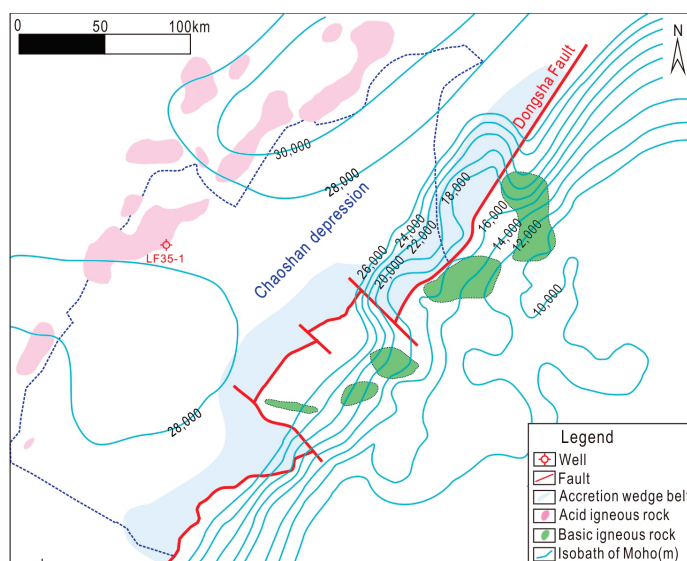 0
50
100km
N
Dongsha Fault
30,000
28,000
18,000
16,000
24,000
22,000
14,000
12,000
26,000
20,000
10,000
LF35-1
Chaoshan depression
28,000
Legend
Well
Fault
Accretion wedge belt
Acid igneous rock
Basic igneous rock
Isobath of Moho(m)